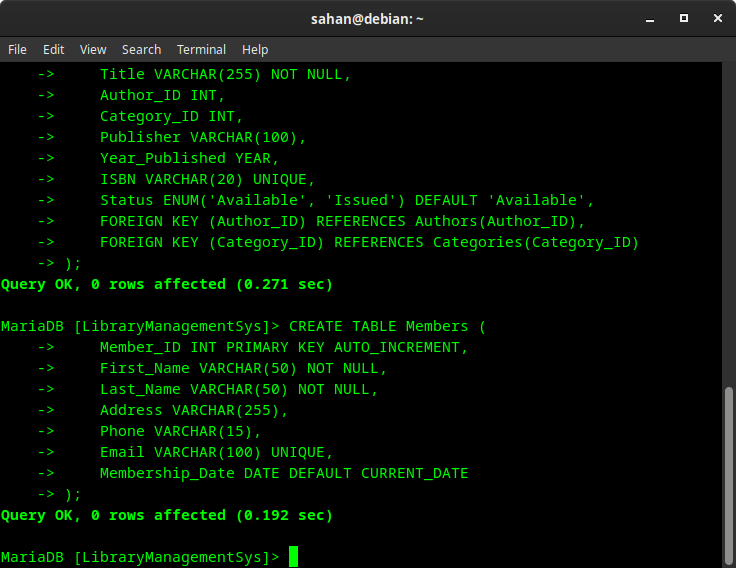 sahan@debian: ~
File Edit View Search Terminal Help
    ->     Title VARCHAR(255) NOT NULL,
    ->     Author_ID INT,
    ->     Category_ID INT,
    ->     Publisher VARCHAR(100),
    ->     Year_Published YEAR,
    ->     ISBN VARCHAR(20) UNIQUE,
    ->     Status ENUM('Available', 'Issued') DEFAULT 'Available',
    ->     FOREIGN KEY (Author_ID) REFERENCES Authors(Author_ID),
    ->     FOREIGN KEY (Category_ID) REFERENCES Categories(Category_ID)
    -> );
Query OK, 0 rows affected (0.271 sec)

MariaDB [LibraryManagementSys]> CREATE TABLE Members (
    ->     Member_ID INT PRIMARY KEY AUTO_INCREMENT,
    ->     First_Name VARCHAR(50) NOT NULL,
    ->     Last_Name VARCHAR(50) NOT NULL,
    ->     Address VARCHAR(255),
    ->     Phone VARCHAR(15),
    ->     Email VARCHAR(100) UNIQUE,
    ->     Membership_Date DATE DEFAULT CURRENT_DATE
    -> );
Query OK, 0 rows affected (0.192 sec)

MariaDB [LibraryManagementSys]>